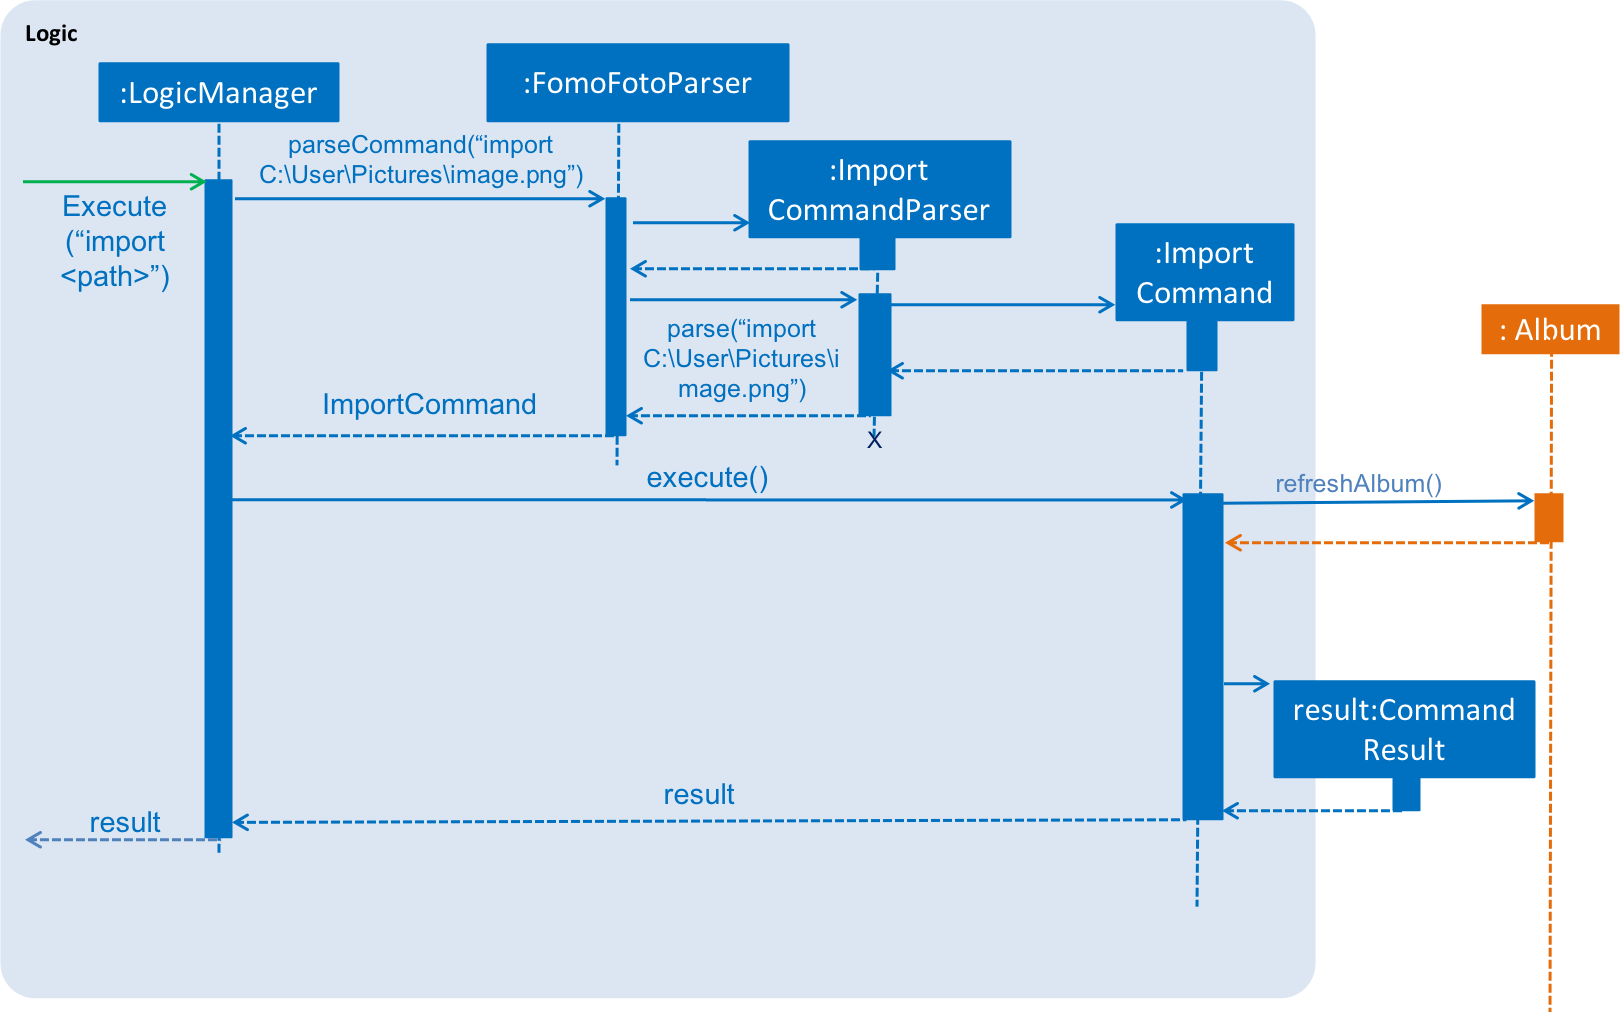 Logic
:LogicManager
:FomoFotoParser
parseCommand(“import
C:\User\Pictures\image.png”)
:Import
CommandParser
Execute
(“import
<path>”)
:Import
Command
: Album
parse(“import
C:\User\Pictures\i
mage.png”)
ImportCommand
X
execute()
refreshAlbum()
result:Command
Result
result
result